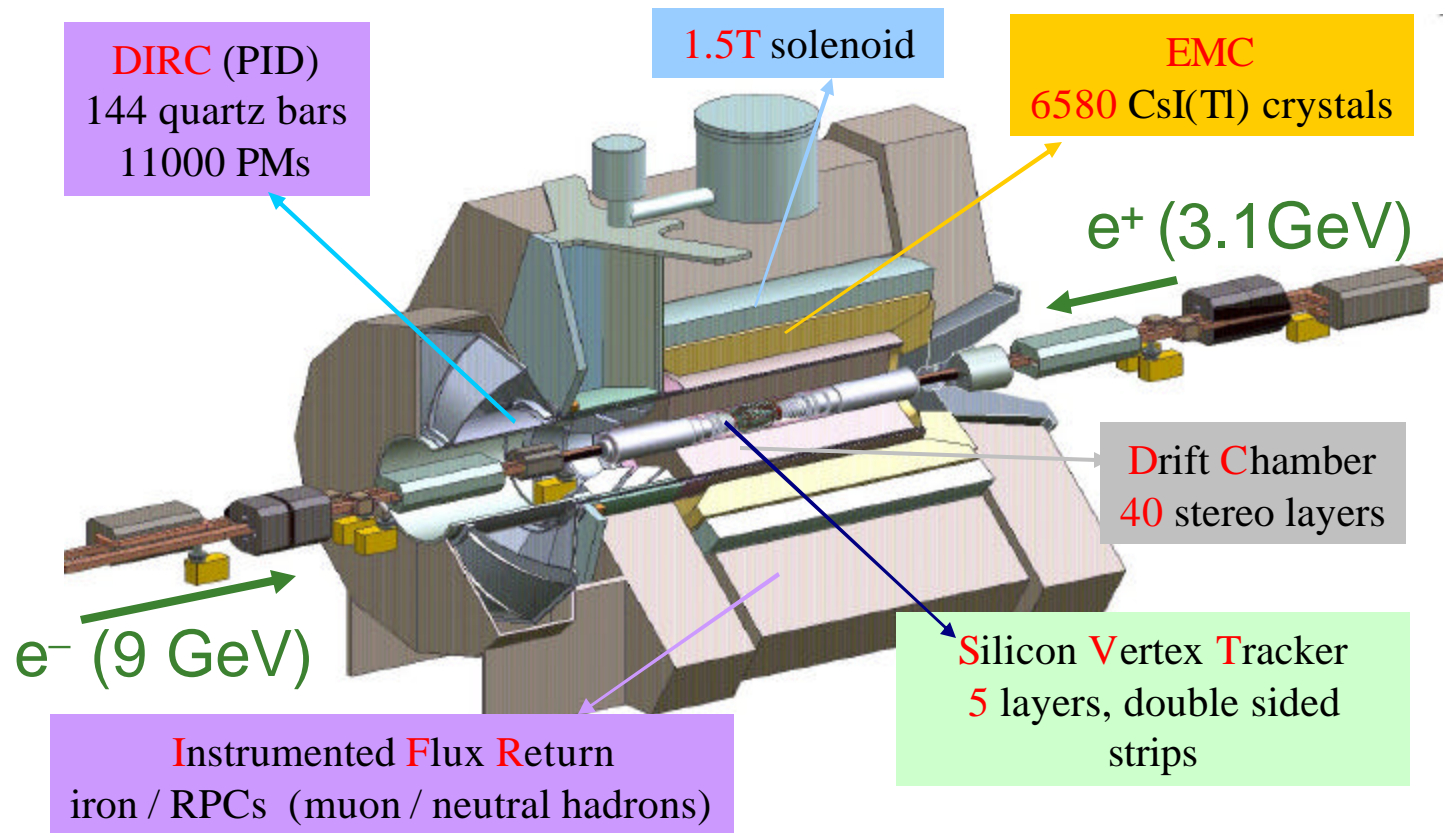 DIRC (PID)
144 quartz bars
11000 PMs
1.5T solenoid
EMC
6580 CsI(Tl) crystals
e⁺ (3.1GeV)
Drift Chamber
40 stereo layers
e⁻ (9 GeV)
Silicon Vertex Tracker
5 layers, double sided
strips
Instrumented Flux Return
iron / RPCs (muon / neutral hadrons)